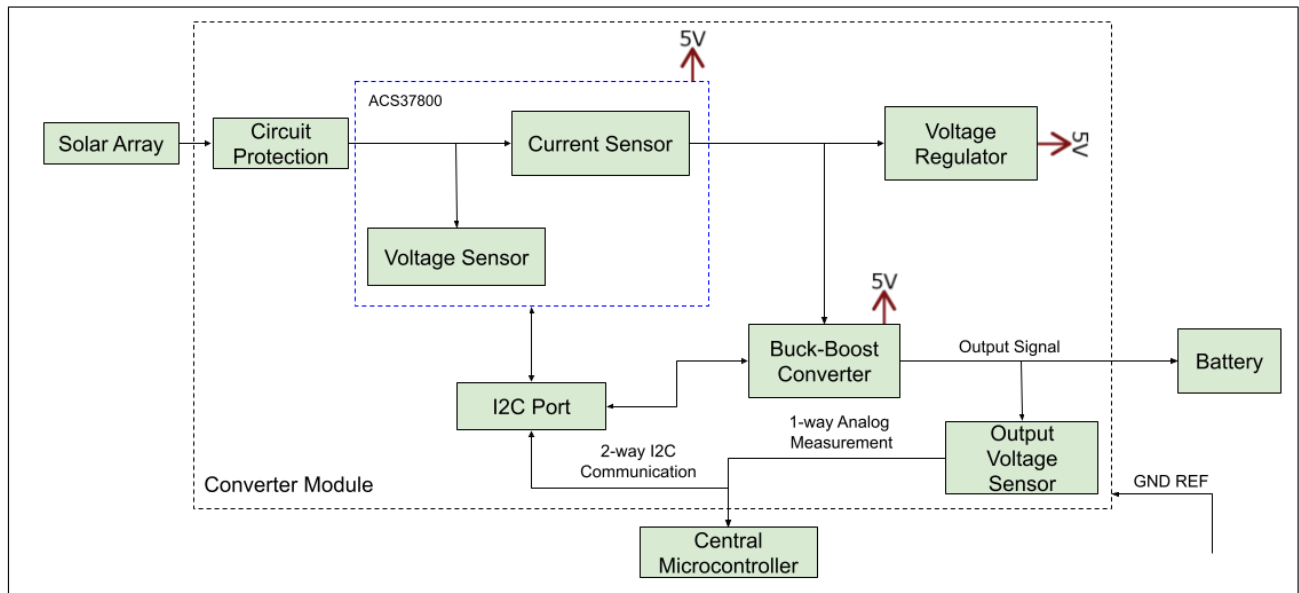 5V
ACS37800
Solar Array
Circuit
Protection
Current Sensor
Voltage
Regulator
5V
Voltage Sensor
5V
Buck-Boost
Converter
Output Signal
Battery
I2C Port
1-way Analog
Measurement
2-way I2C
Communication
Output
Voltage
Sensor
Converter Module
GND REF
Central
Microcontroller